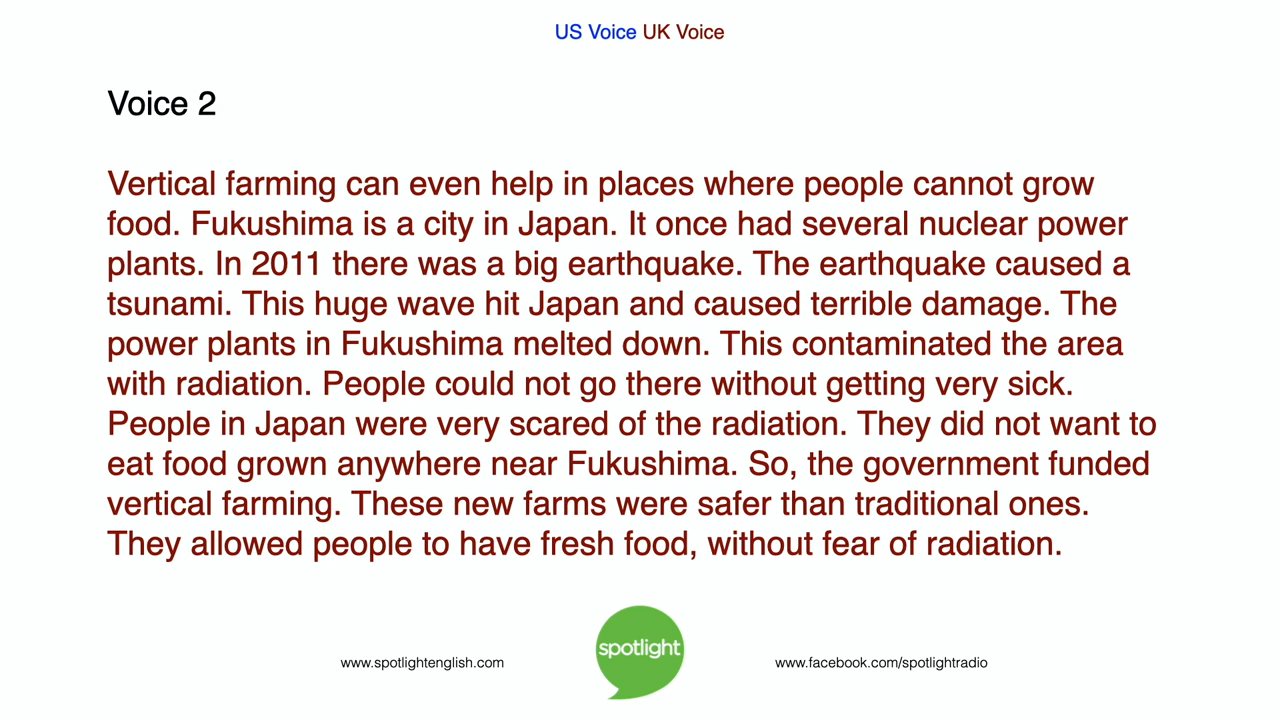 US Voice UK Voice
Voice 2
Vertical farming can even help in places where people cannot grow
food. Fukushima is a city in Japan. It once had several nuclear power
plants. In 2011 there was a big earthquake. The earthquake caused a
tsunami. This huge wave hit Japan and caused terrible damage. The
power plants in Fukushima melted down. This contaminated the area
with radiation. People could not go there without getting very sick.
People in Japan were very scared of the radiation. They did not want to
eat food grown anywhere near Fukushima. So, the government funded
vertical farming. These new farms were safer than traditional ones.
They allowed people to have fresh food, without fear of radiation.
spotlight
www.spotlightenglish.com
www.facebook.com/spotlightradio